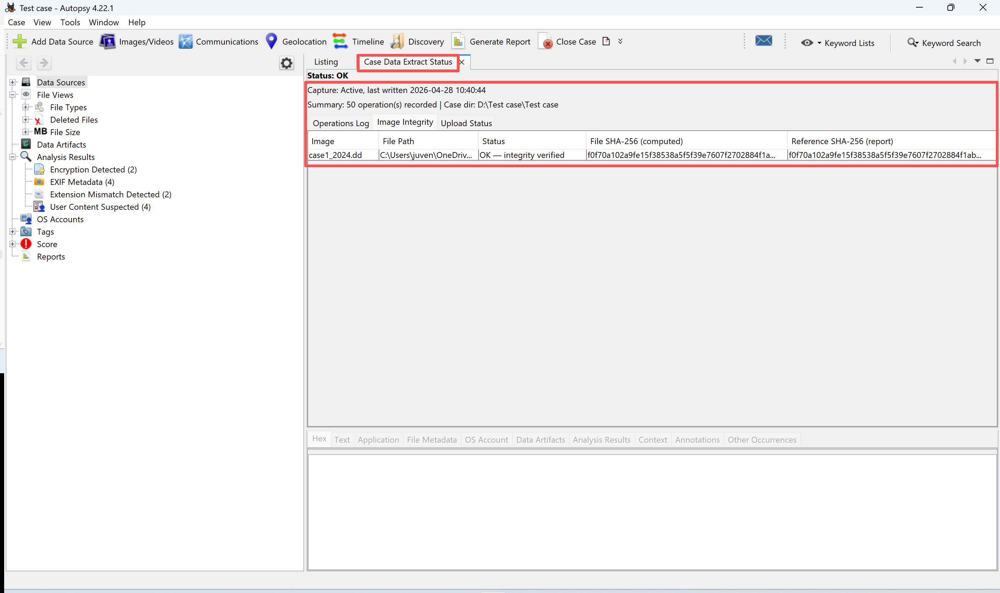 Test case - Autopsy 4.22.1
Case View Tools Window Help
Add Data Source Images/Videos Communications Geolocation Timeline Discovery Generate Report Close Case Keyword Lists Keyword Search
Listing Case Data Extract Status
Status: OK
Capture: Active, last written 2026-04-28 10:40:44
Summary: 50 operation(s) recorded | Case dir: D:\Test case\Test case
Operations Log Image Integrity Upload Status
Image File Path Status File SHA-256 (computed) Reference SHA-256 (report)
case1_2024.dd C:\Users\juven\OneDriv... OK — integrity verified f0f70a102a9fe15f38538a5f5f39e7607f2702884f1a... f0f70a102a9fe15f38538a5f5f39e7607f2702884f1ab...
Data Sources
File Views
File Types
Deleted Files
MB File Size
Data Artifacts
Analysis Results
Encryption Detected (2)
EXIF Metadata (4)
Extension Mismatch Detected (2)
User Content Suspected (4)
OS Accounts
Tags
Score
Reports
Hex Text Application File Metadata OS Account Data Artifacts Analysis Results Context Annotations Other Occurrences